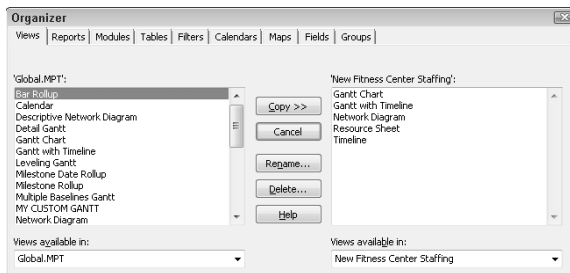 Organizer
Views Reports Modules Tables Filters Calendars Maps Fields Groups
'Global.MPT':
Bar Rollup
Calendar
Descriptive Network Diagram
Detail Gantt
Gantt Chart
Gantt with Timeline
Leveling Gantt
Milestone Date Rollup
Milestone Rollup
Multiple Baselines Gantt
MY CUSTOM GANTT
Network Diagram
Copy >>
Cancel
Rename...
Delete...
Help
'New Fitness Center Staffing':
Gantt Chart
Gantt with Timeline
Network Diagram
Resource Sheet
Timeline
Views available in:
Global.MPT
Views available in:
New Fitness Center Staffing